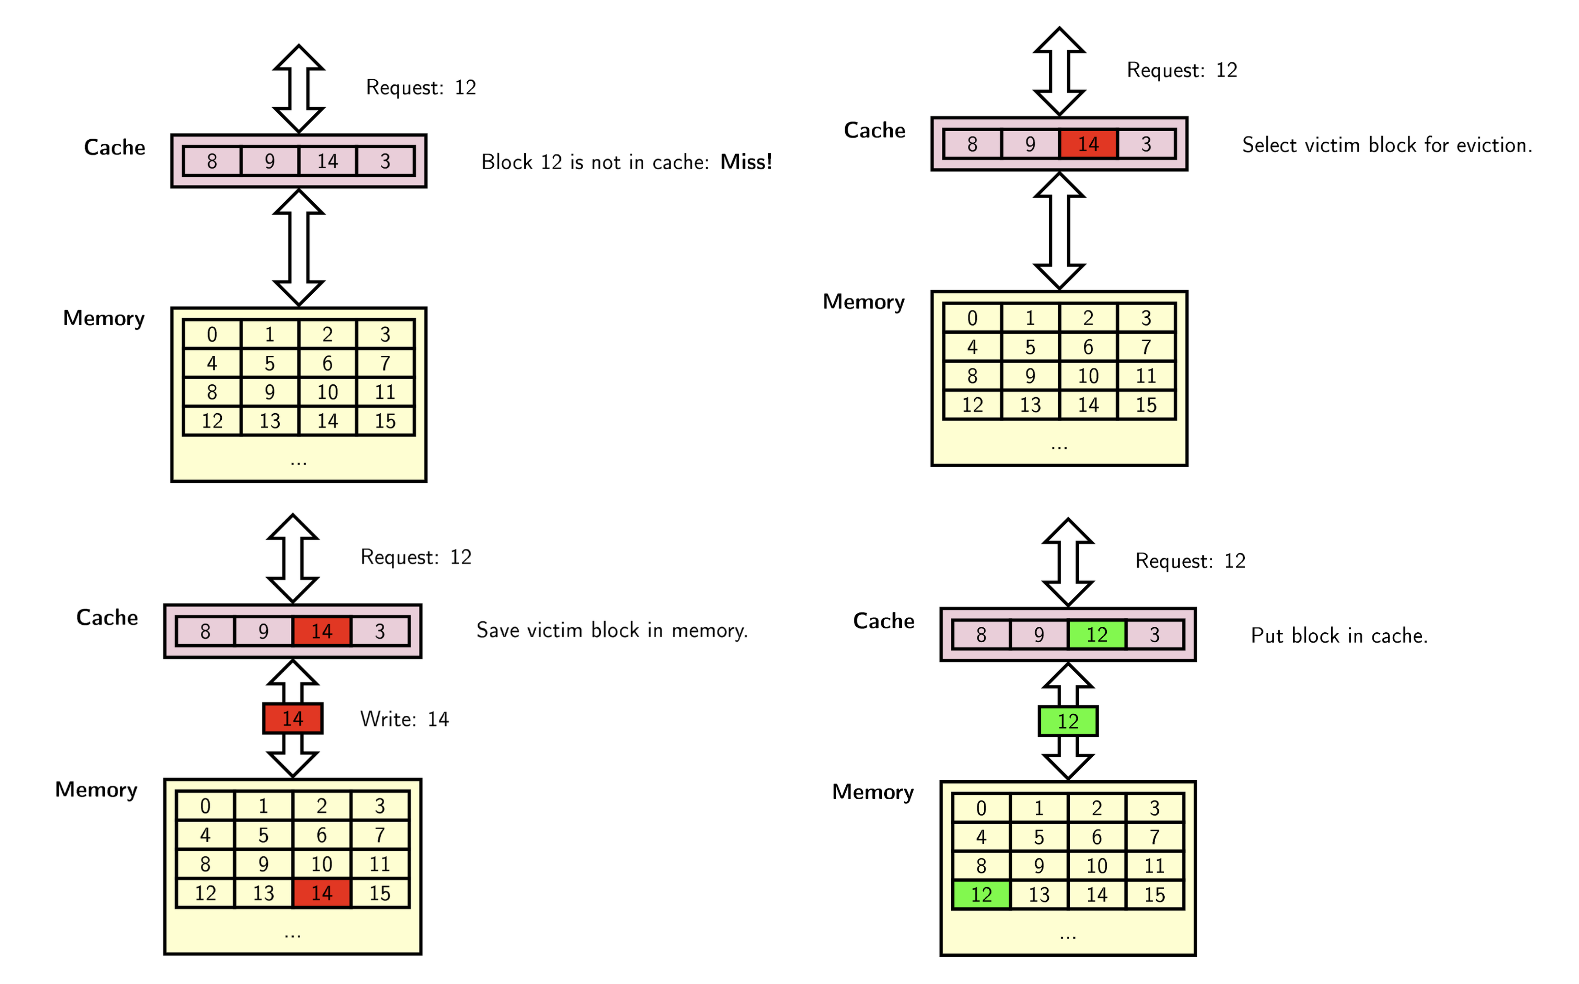 Request: 12
Cache
8 9 14 3
Block 12 is not in cache: Miss!
Memory
0 1 2 3
4 5 6 7
8 9 10 11
12 13 14 15
...
Request: 12
Cache
8 9 14 3
Select victim block for eviction.
Memory
0 1 2 3
4 5 6 7
8 9 10 11
12 13 14 15
...
Request: 12
Cache
8 9 14 3
Save victim block in memory.
14
Write: 14
Memory
0 1 2 3
4 5 6 7
8 9 10 11
12 13 14 15
...
Request: 12
Cache
8 9 12 3
Put block in cache.
12
Memory
0 1 2 3
4 5 6 7
8 9 10 11
12 13 14 15
...